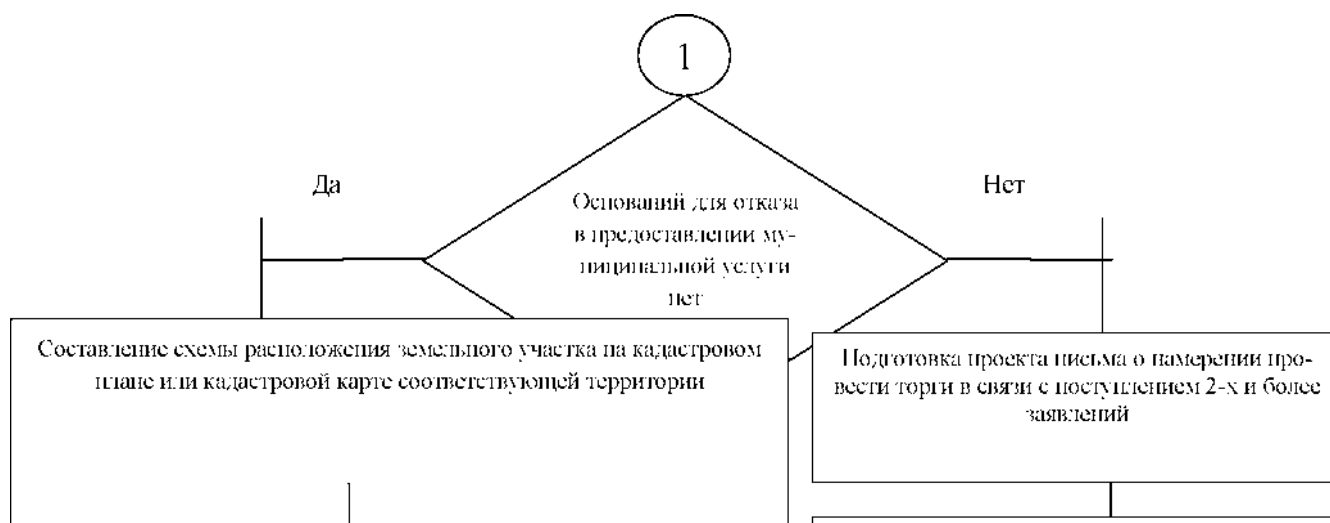 1
Да
Нет
Оснований для отказа
в предоставлении му-
ниципальной услуги
нет
Составление схемы расположения земельного участка на кадастровом
плане или кадастровой карте соответствующей территории
Подготовка проекта письма о намерении про-
вести торги в связи с поступлением 2-х и более
заявлений